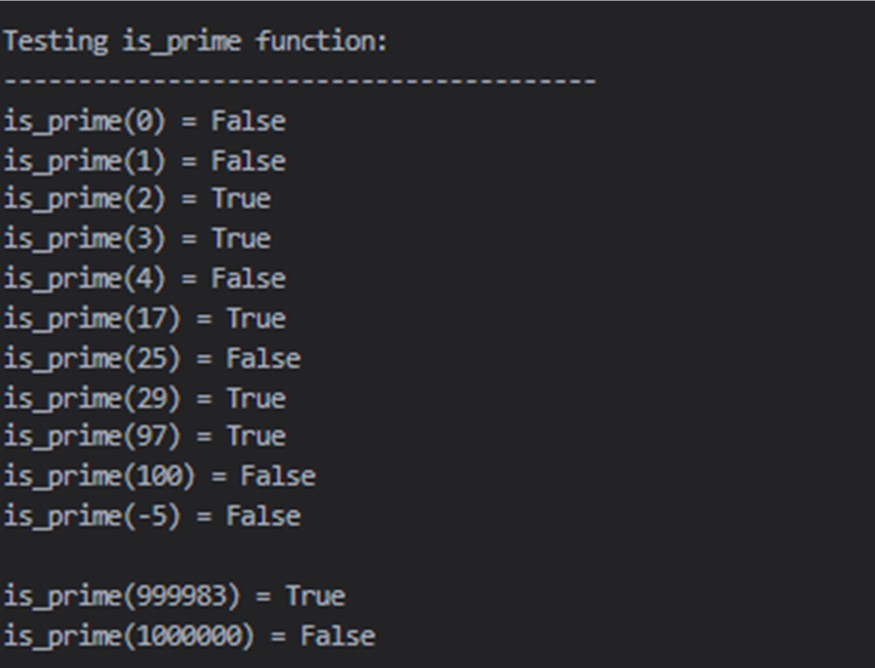 Testing is_prime function:
----------------------------------------
is_prime(0) = False
is_prime(1) = False
is_prime(2) = True
is_prime(3) = True
is_prime(4) = False
is_prime(17) = True
is_prime(25) = False
is_prime(29) = True
is_prime(97) = True
is_prime(100) = False
is_prime(-5) = False

is_prime(999983) = True
is_prime(1000000) = False